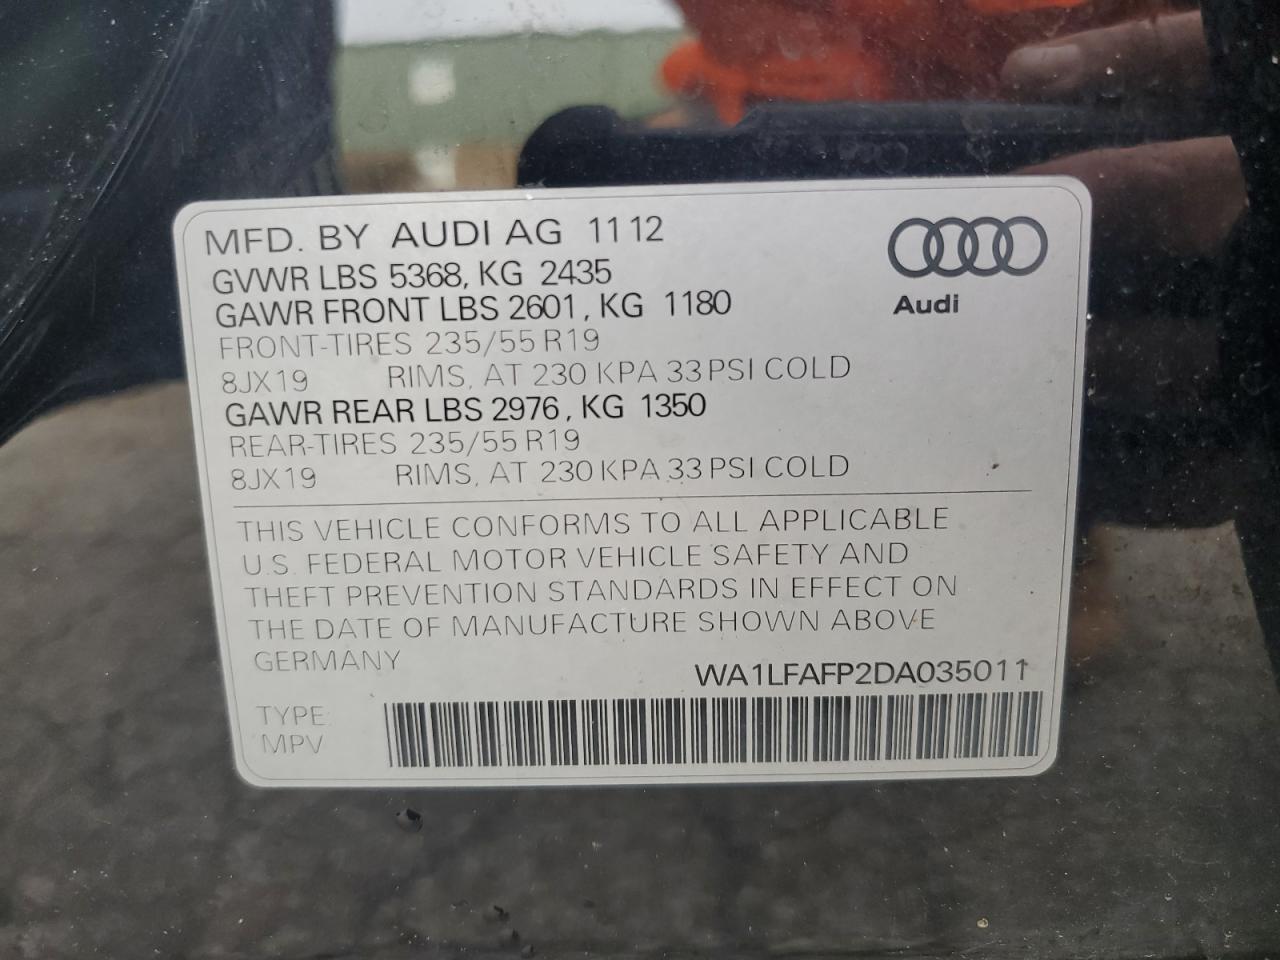 MFD. BY AUDI AG 11 12
GVWR LBS 5368, KG 2435
GAWR FRONT LBS 2601, KG 1180
Audi
FRONT-TIRES 235/55 R19
8JX19 RIMS, AT 230 KPA 33 PSI COLD
GAWR REAR LBS 2976, KG 1350
REAR-TIRES 235/55 R19
8JX19 RIMS, AT 230 KPA 33 PSI COLD
THIS VEHICLE CONFORMS TO ALL APPLICABLE
U.S. FEDERAL MOTOR VEHICLE SAFETY AND
THEFT PREVENTION STANDARDS IN EFFECT ON
THE DATE OF MANUFACTURE SHOWN ABOVE
GERMANY WA1LFAFP2DA035011
TYPE:
MPV